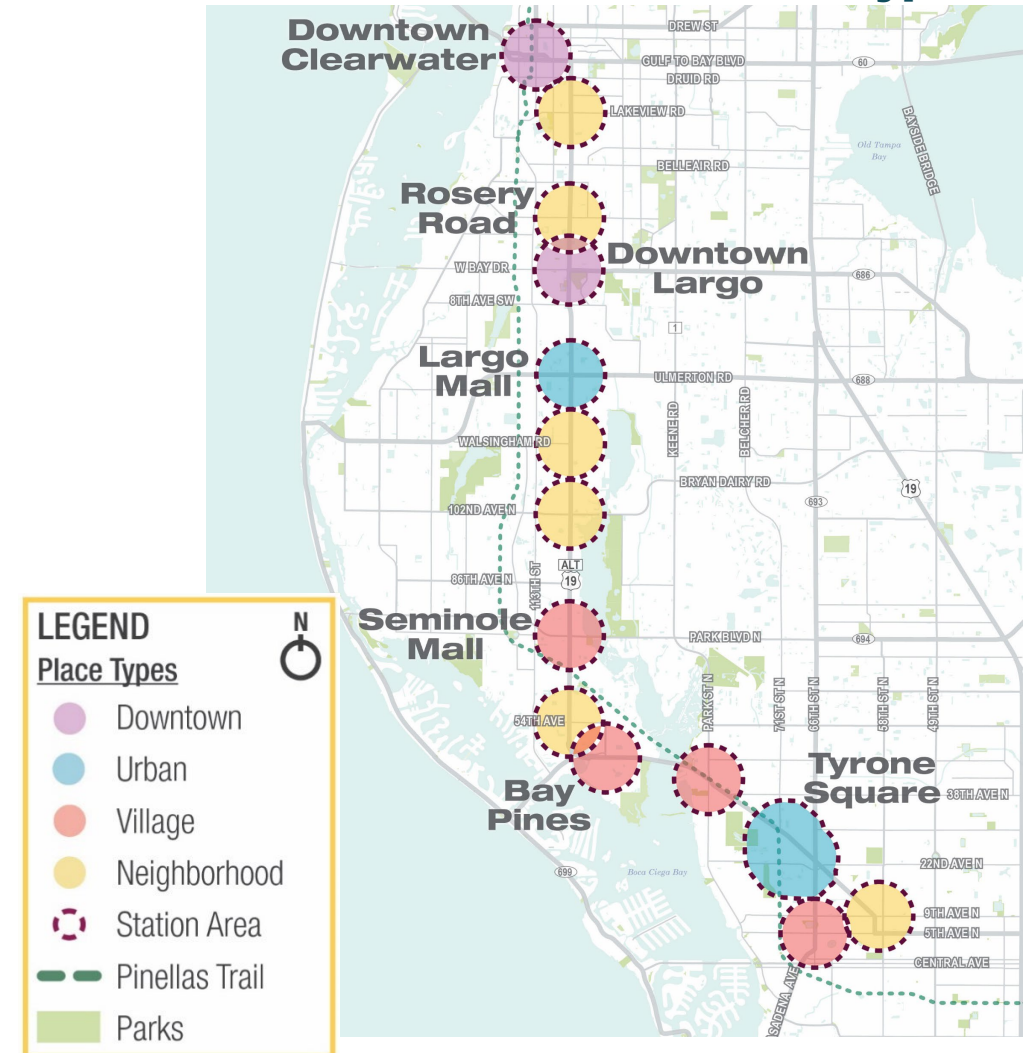 Downtown
Clearwater
DREW ST
GULF TO BAY BLVD
60
DRUID RD
LAKEVIEW RD
BAYSIDE BRIDGE
Old Tampa
Bay
BELLEAIR RD
Rosery
Road
Downtown
Largo
W BAY DR
686
8TH AVE SW
1
Largo
Mall
ULMERTON RD
688
KEENE RD
BELCHER RD
WALSINGHAM RD
BRYAN DAIRY RD
19
693
102ND AVE N
ALT
19
86TH AVE N
113TH ST
Seminole
Mall
PARK BLVD N
694
PARK ST N
71ST ST N
66TH ST N
58TH ST N
49TH ST N
54TH AVE
Bay
Pines
Tyrone
Square
38TH AVE N
699
Boca Ciega Bay
22ND AVE N
9TH AVE N
5TH AVE N
CENTRAL AVE
SADENA AVE
LEGEND
N
Place Types
Downtown
Urban
Village
Neighborhood
Station Area
Pinellas Trail
Parks